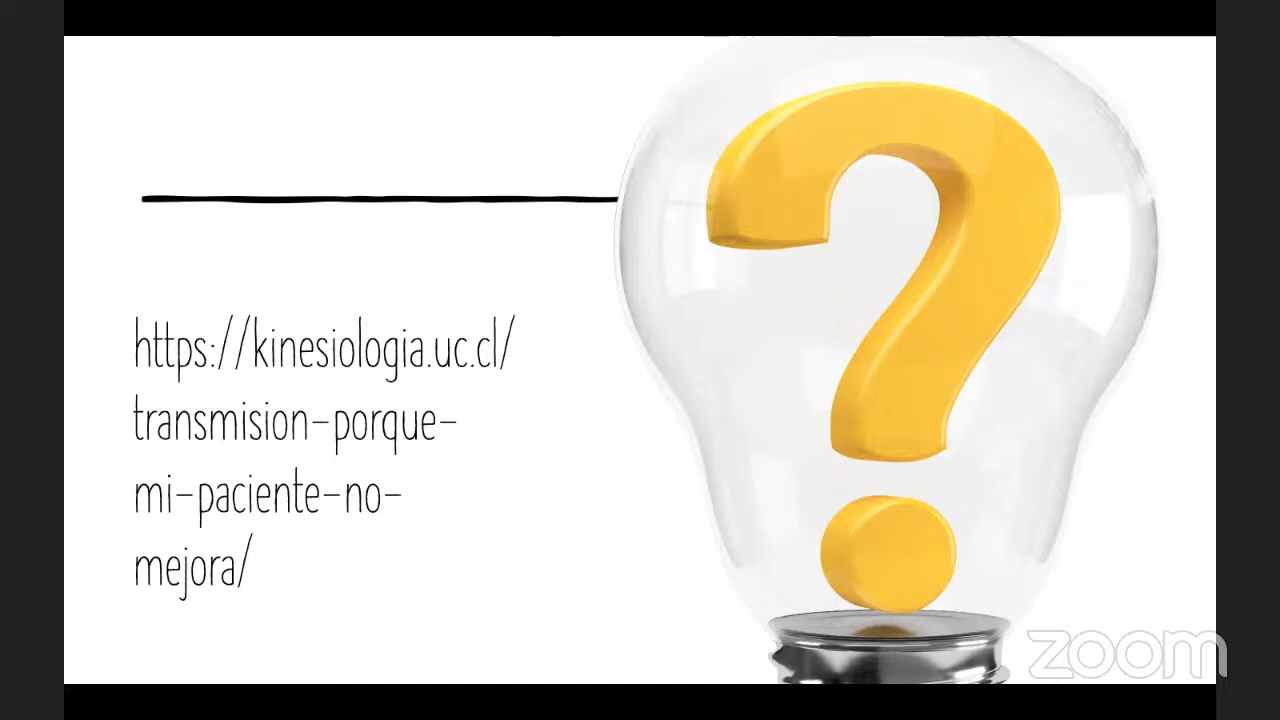 https://kinesiologia.uc.cl/
transmision-porque-
mi-paciente-no-
mejora/
zoom